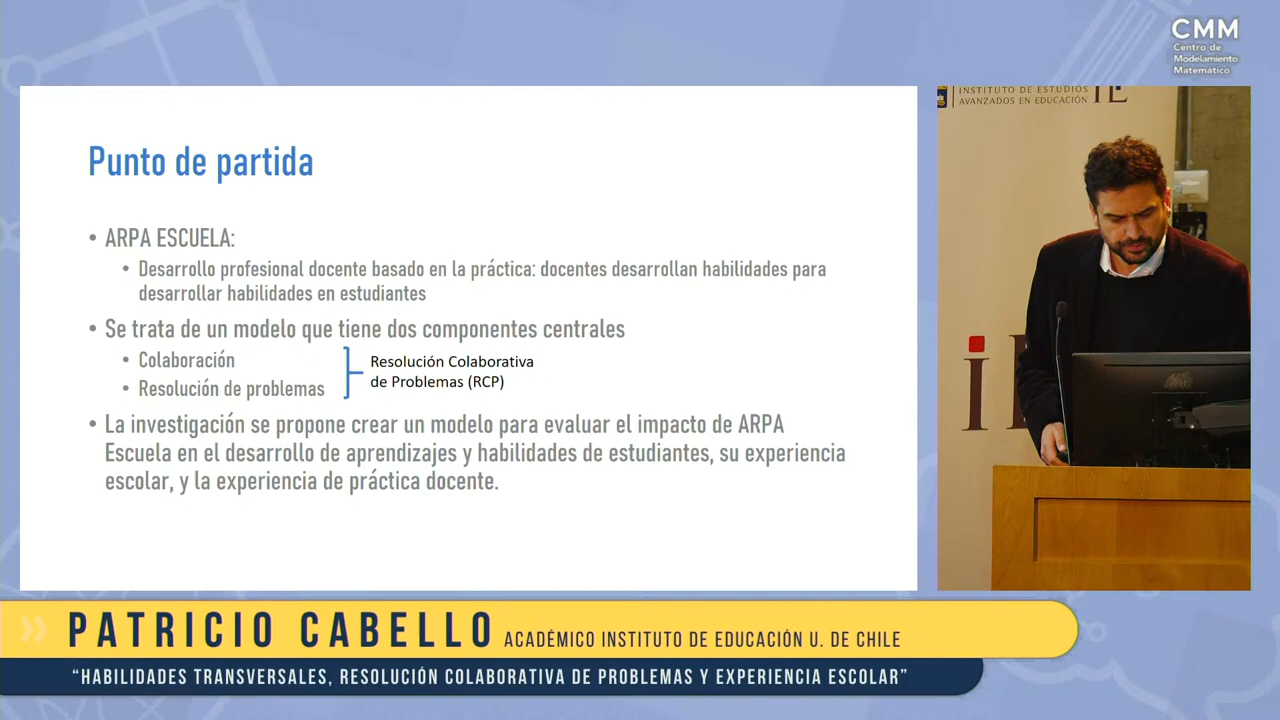 CMM
Centro de
Modelamiento
Matemático
INSTITUTO DE ESTUDIOS
AVANZADOS EN EDUCACIÓN
IE
Punto de partida
• ARPA ESCUELA:
• Desarrollo profesional docente basado en la práctica: docentes desarrollan habilidades para
desarrollar habilidades en estudiantes
• Se trata de un modelo que tiene dos componentes centrales
• Colaboración
• Resolución de problemas
Resolución Colaborativa
de Problemas (RCP)
• La investigación se propone crear un modelo para evaluar el impacto de ARPA
Escuela en el desarrollo de aprendizajes y habilidades de estudiantes, su experiencia
escolar, y la experiencia de práctica docente.
PATRICIO CABELLO ACADÉMICO INSTITUTO DE EDUCACIÓN U. DE CHILE
“HABILIDADES TRANSVERSALES, RESOLUCIÓN COLABORATIVA DE PROBLEMAS Y EXPERIENCIA ESCOLAR”